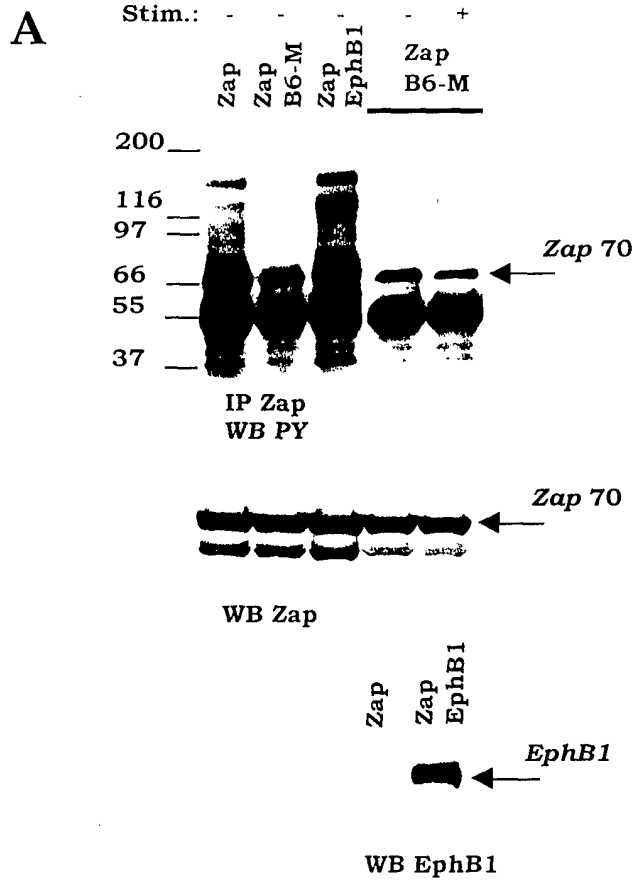 A
Stim.: - - - - +
Zap
Zap
B6-M
Zap
EphB1
Zap
B6-M
200
116
97
66
55
37
Zap 70
IP Zap
WB PY
Zap 70
WB Zap
Zap
Zap
EphB1
EphB1
WB EphB1